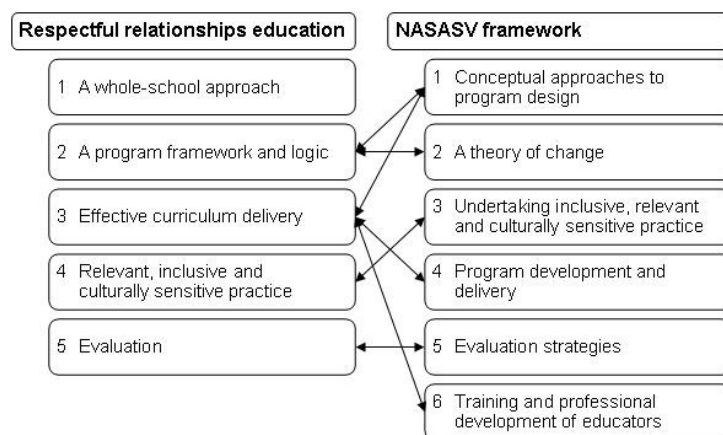 Respectful relationships education
1 A whole-school approach
2 A program framework and logic
3 Effective curriculum delivery
4 Relevant, inclusive and
culturally sensitive practice
5 Evaluation
NASASV framework
1 Conceptual approaches to
program design
2 A theory of change
3 Undertaking inclusive, relevant
and culturally sensitive practice
4 Program development and
delivery
5 Evaluation strategies
6 Training and professional
development of educators